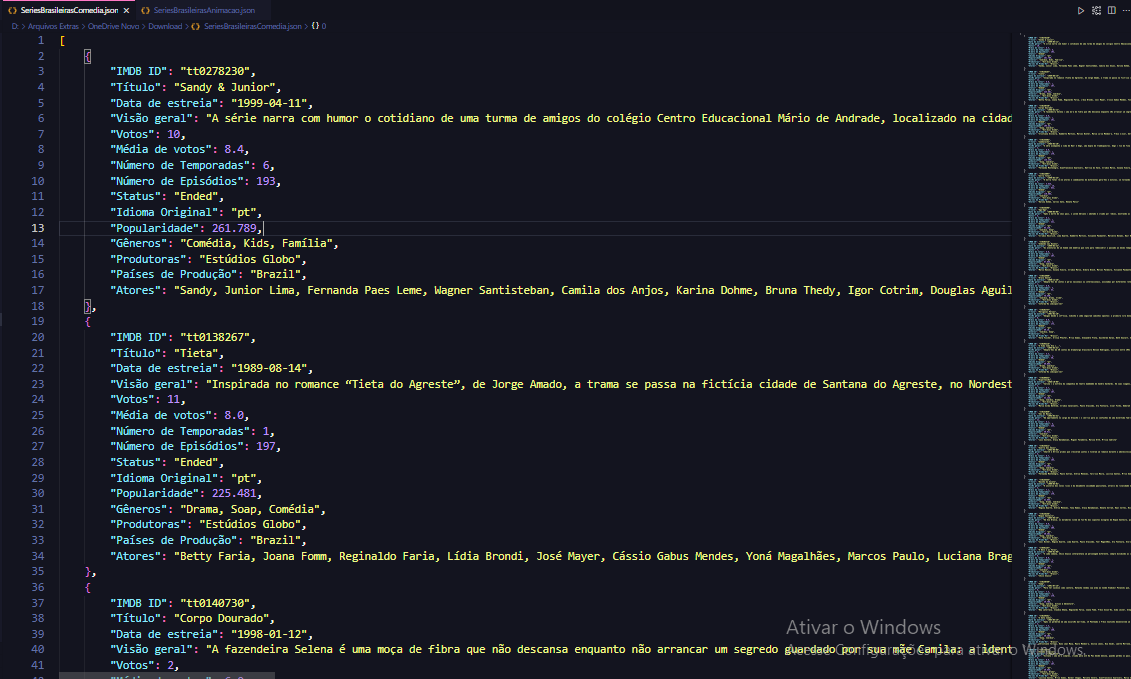 SeriesBrasileirasComedia.json
SeriesBrasileirasAnimacao.json
D: > Arquivos Extras > OneDrive Novo > Download > SeriesBrasileirasComedia.json > {} 0
1 [
2 {
3 "IMDB ID": "tt0278230",
4 "Título": "Sandy & Junior",
5 "Data de estreia": "1999-04-11",
6 "Visão geral": "A série narra com humor o cotidiano de uma turma de amigos do colégio Centro Educacional Mário de Andrade, localizado na cidad
7 "Votos": 10,
8 "Média de votos": 8.4,
9 "Número de Temporadas": 6,
10 "Número de Episódios": 193,
11 "Status": "Ended",
12 "Idioma Original": "pt",
13 "Popularidade": 261.789,
14 "Gêneros": "Comédia, Kids, Família",
15 "Produtoras": "Estúdios Globo",
16 "Países de Produção": "Brazil",
17 "Atores": "Sandy, Junior Lima, Fernanda Paes Leme, Wagner Santisteban, Camila dos Anjos, Karina Dohme, Bruna Thedy, Igor Cotrim, Douglas Aguil
18 },
19 {
20 "IMDB ID": "tt0138267",
21 "Título": "Tieta",
22 "Data de estreia": "1989-08-14",
23 "Visão geral": "Inspirada no romance “Tieta do Agreste”, de Jorge Amado, a trama se passa na fictícia cidade de Santana do Agreste, no Nordest
24 "Votos": 11,
25 "Média de votos": 8.0,
26 "Número de Temporadas": 1,
27 "Número de Episódios": 197,
28 "Status": "Ended",
29 "Idioma Original": "pt",
30 "Popularidade": 225.481,
31 "Gêneros": "Drama, Soap, Comédia",
32 "Produtoras": "Estúdios Globo",
33 "Países de Produção": "Brazil",
34 "Atores": "Betty Faria, Joana Fomm, Reginaldo Faria, Lídia Brondi, José Mayer, Cássio Gabus Mendes, Yoná Magalhães, Marcos Paulo, Luciana Brag
35 },
36 {
37 "IMDB ID": "tt0140730",
38 "Título": "Corpo Dourado",
39 "Data de estreia": "1998-01-12",
Ativar o Windows
40 "Visão geral": "A fazendeira Selena é uma moça de fibra que não descansa enquanto não arrancar um segredo guardado por sua mãe Camila: a ident
Acesse Configurações para ativar o Windows.
41 "Votos": 2,